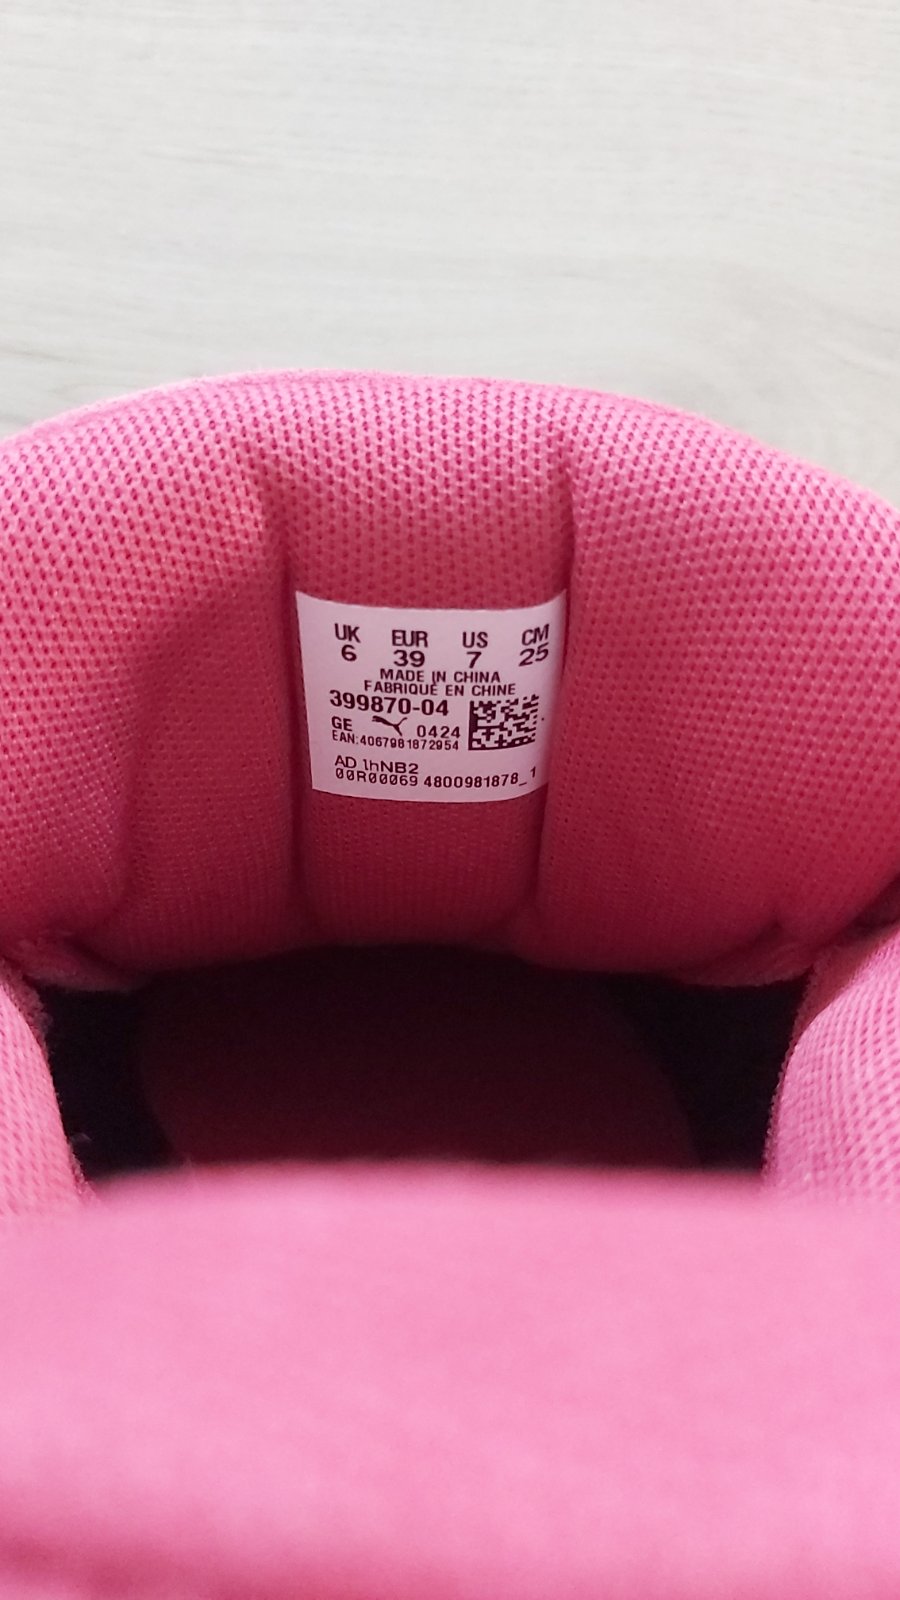 UK EUR US CM
6 39 7 25
MADE IN CHINA
FABRIQUÉ EN CHINE
399870-04
GE 0424
EAN:4067981872954
AD 1hNB2
00R00069 4800981878_1